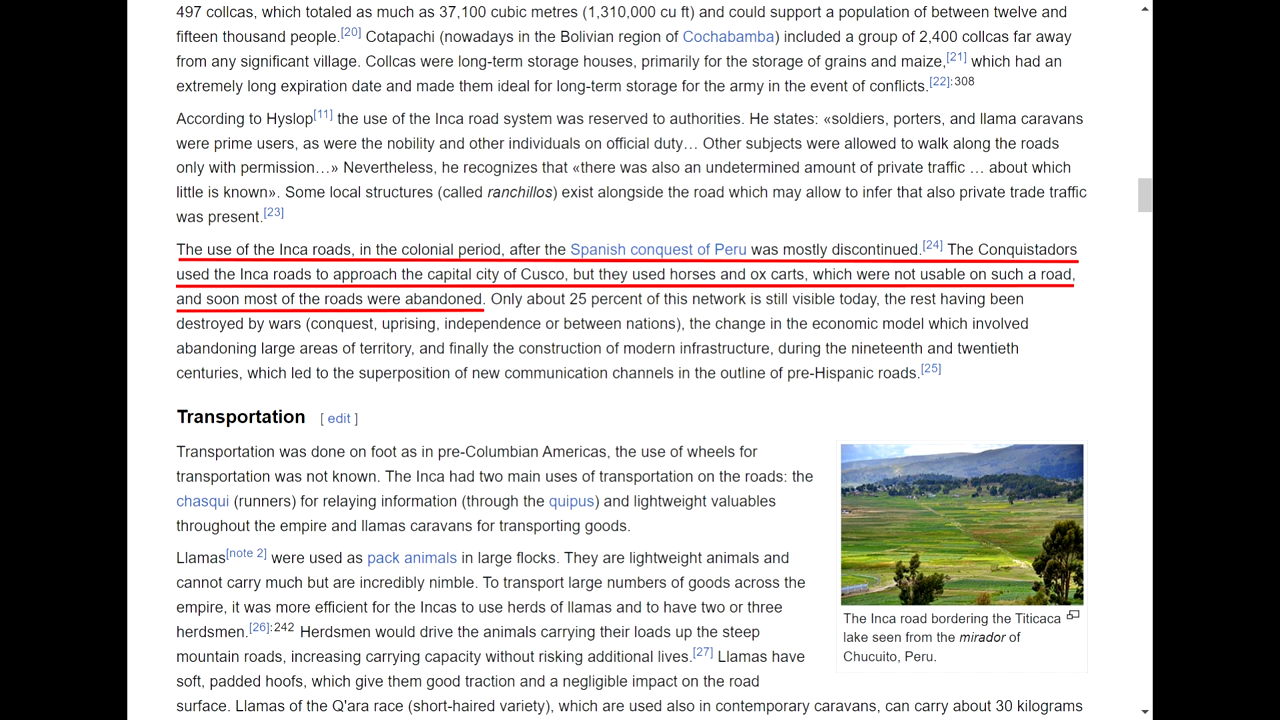 497 collcas, which totaled as much as 37,100 cubic metres (1,310,000 cu ft) and could support a population of between twelve and
fifteen thousand people.[20] Cotapachi (nowadays in the Bolivian region of Cochabamba) included a group of 2,400 collcas far away
from any significant village. Collcas were long-term storage houses, primarily for the storage of grains and maize,[21] which had an
extremely long expiration date and made them ideal for long-term storage for the army in the event of conflicts.[22]:308
According to Hyslop[11] the use of the Inca road system was reserved to authorities. He states: «soldiers, porters, and llama caravans
were prime users, as were the nobility and other individuals on official duty… Other subjects were allowed to walk along the roads
only with permission…» Nevertheless, he recognizes that «there was also an undetermined amount of private traffic … about which
little is known». Some local structures (called ranchillos) exist alongside the road which may allow to infer that also private trade traffic
was present.[23]
The use of the Inca roads, in the colonial period, after the Spanish conquest of Peru was mostly discontinued.[24] The Conquistadors
used the Inca roads to approach the capital city of Cusco, but they used horses and ox carts, which were not usable on such a road,
and soon most of the roads were abandoned. Only about 25 percent of this network is still visible today, the rest having been
destroyed by wars (conquest, uprising, independence or between nations), the change in the economic model which involved
abandoning large areas of territory, and finally the construction of modern infrastructure, during the nineteenth and twentieth
centuries, which led to the superposition of new communication channels in the outline of pre-Hispanic roads.[25]
Transportation [ edit ]
Transportation was done on foot as in pre-Columbian Americas, the use of wheels for
transportation was not known. The Inca had two main uses of transportation on the roads: the
chasqui (runners) for relaying information (through the quipus) and lightweight valuables
throughout the empire and llamas caravans for transporting goods.
Llamas[note 2] were used as pack animals in large flocks. They are lightweight animals and
cannot carry much but are incredibly nimble. To transport large numbers of goods across the
empire, it was more efficient for the Incas to use herds of llamas and to have two or three
herdsmen.[26]:242 Herdsmen would drive the animals carrying their loads up the steep
mountain roads, increasing carrying capacity without risking additional lives.[27] Llamas have
soft, padded hoofs, which give them good traction and a negligible impact on the road
surface. Llamas of the Q'ara race (short-haired variety), which are used also in contemporary caravans, can carry about 30 kilograms
The Inca road bordering the Titicaca
lake seen from the mirador of
Chucuito, Peru.